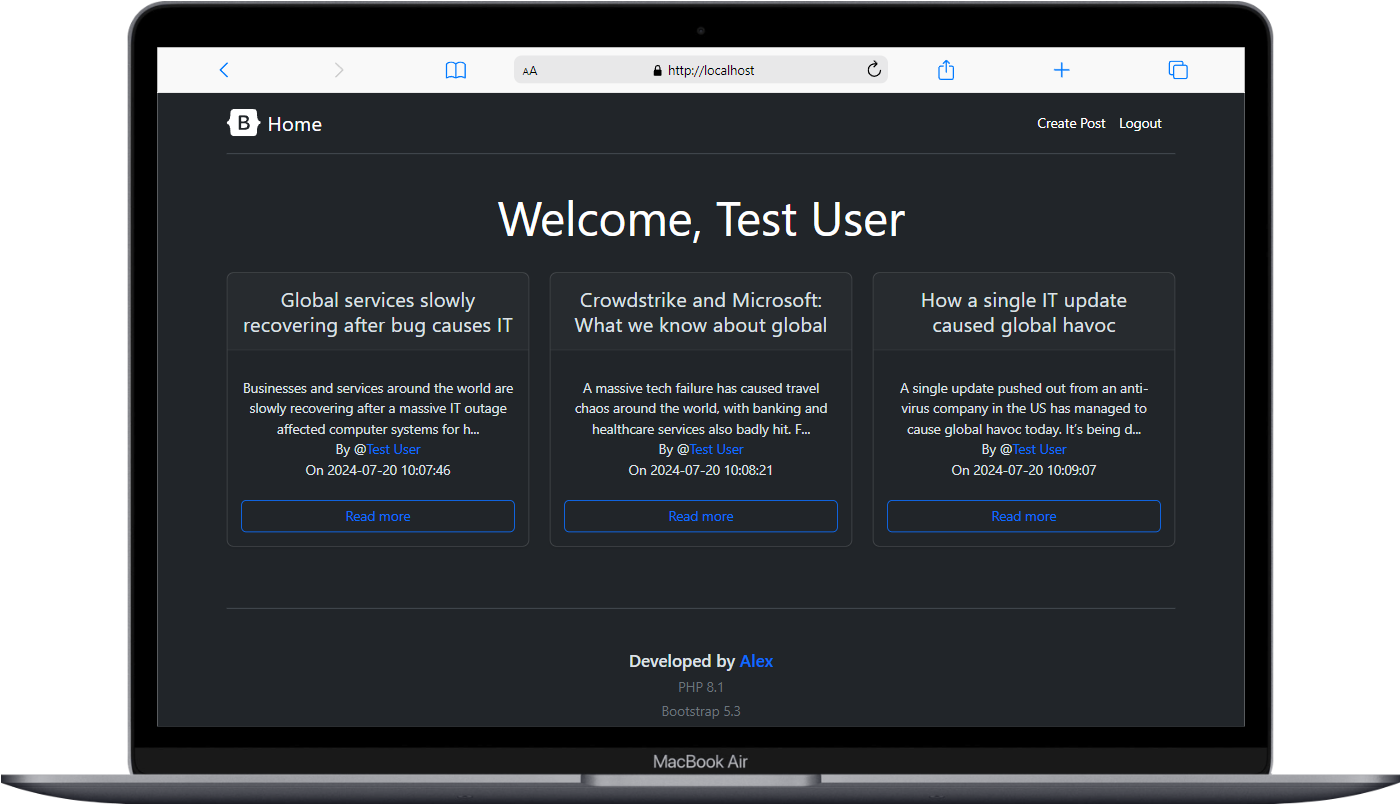 AA
http://localhost
B Home
Create Post Logout
Welcome, Test User
Global services slowly
recovering after bug causes IT
Businesses and services around the world are
slowly recovering after a massive IT outage
affected computer systems for h...
By @Test User
On 2024-07-20 10:07:46
Read more
Crowdstrike and Microsoft:
What we know about global
A massive tech failure has caused travel
chaos around the world, with banking and
healthcare services also badly hit. F...
By @Test User
On 2024-07-20 10:08:21
Read more
How a single IT update
caused global havoc
A single update pushed out from an anti-
virus company in the US has managed to
cause global havoc today. It’s being d...
By @Test User
On 2024-07-20 10:09:07
Read more
Developed by Alex
PHP 8.1
Bootstrap 5.3
MacBook Air